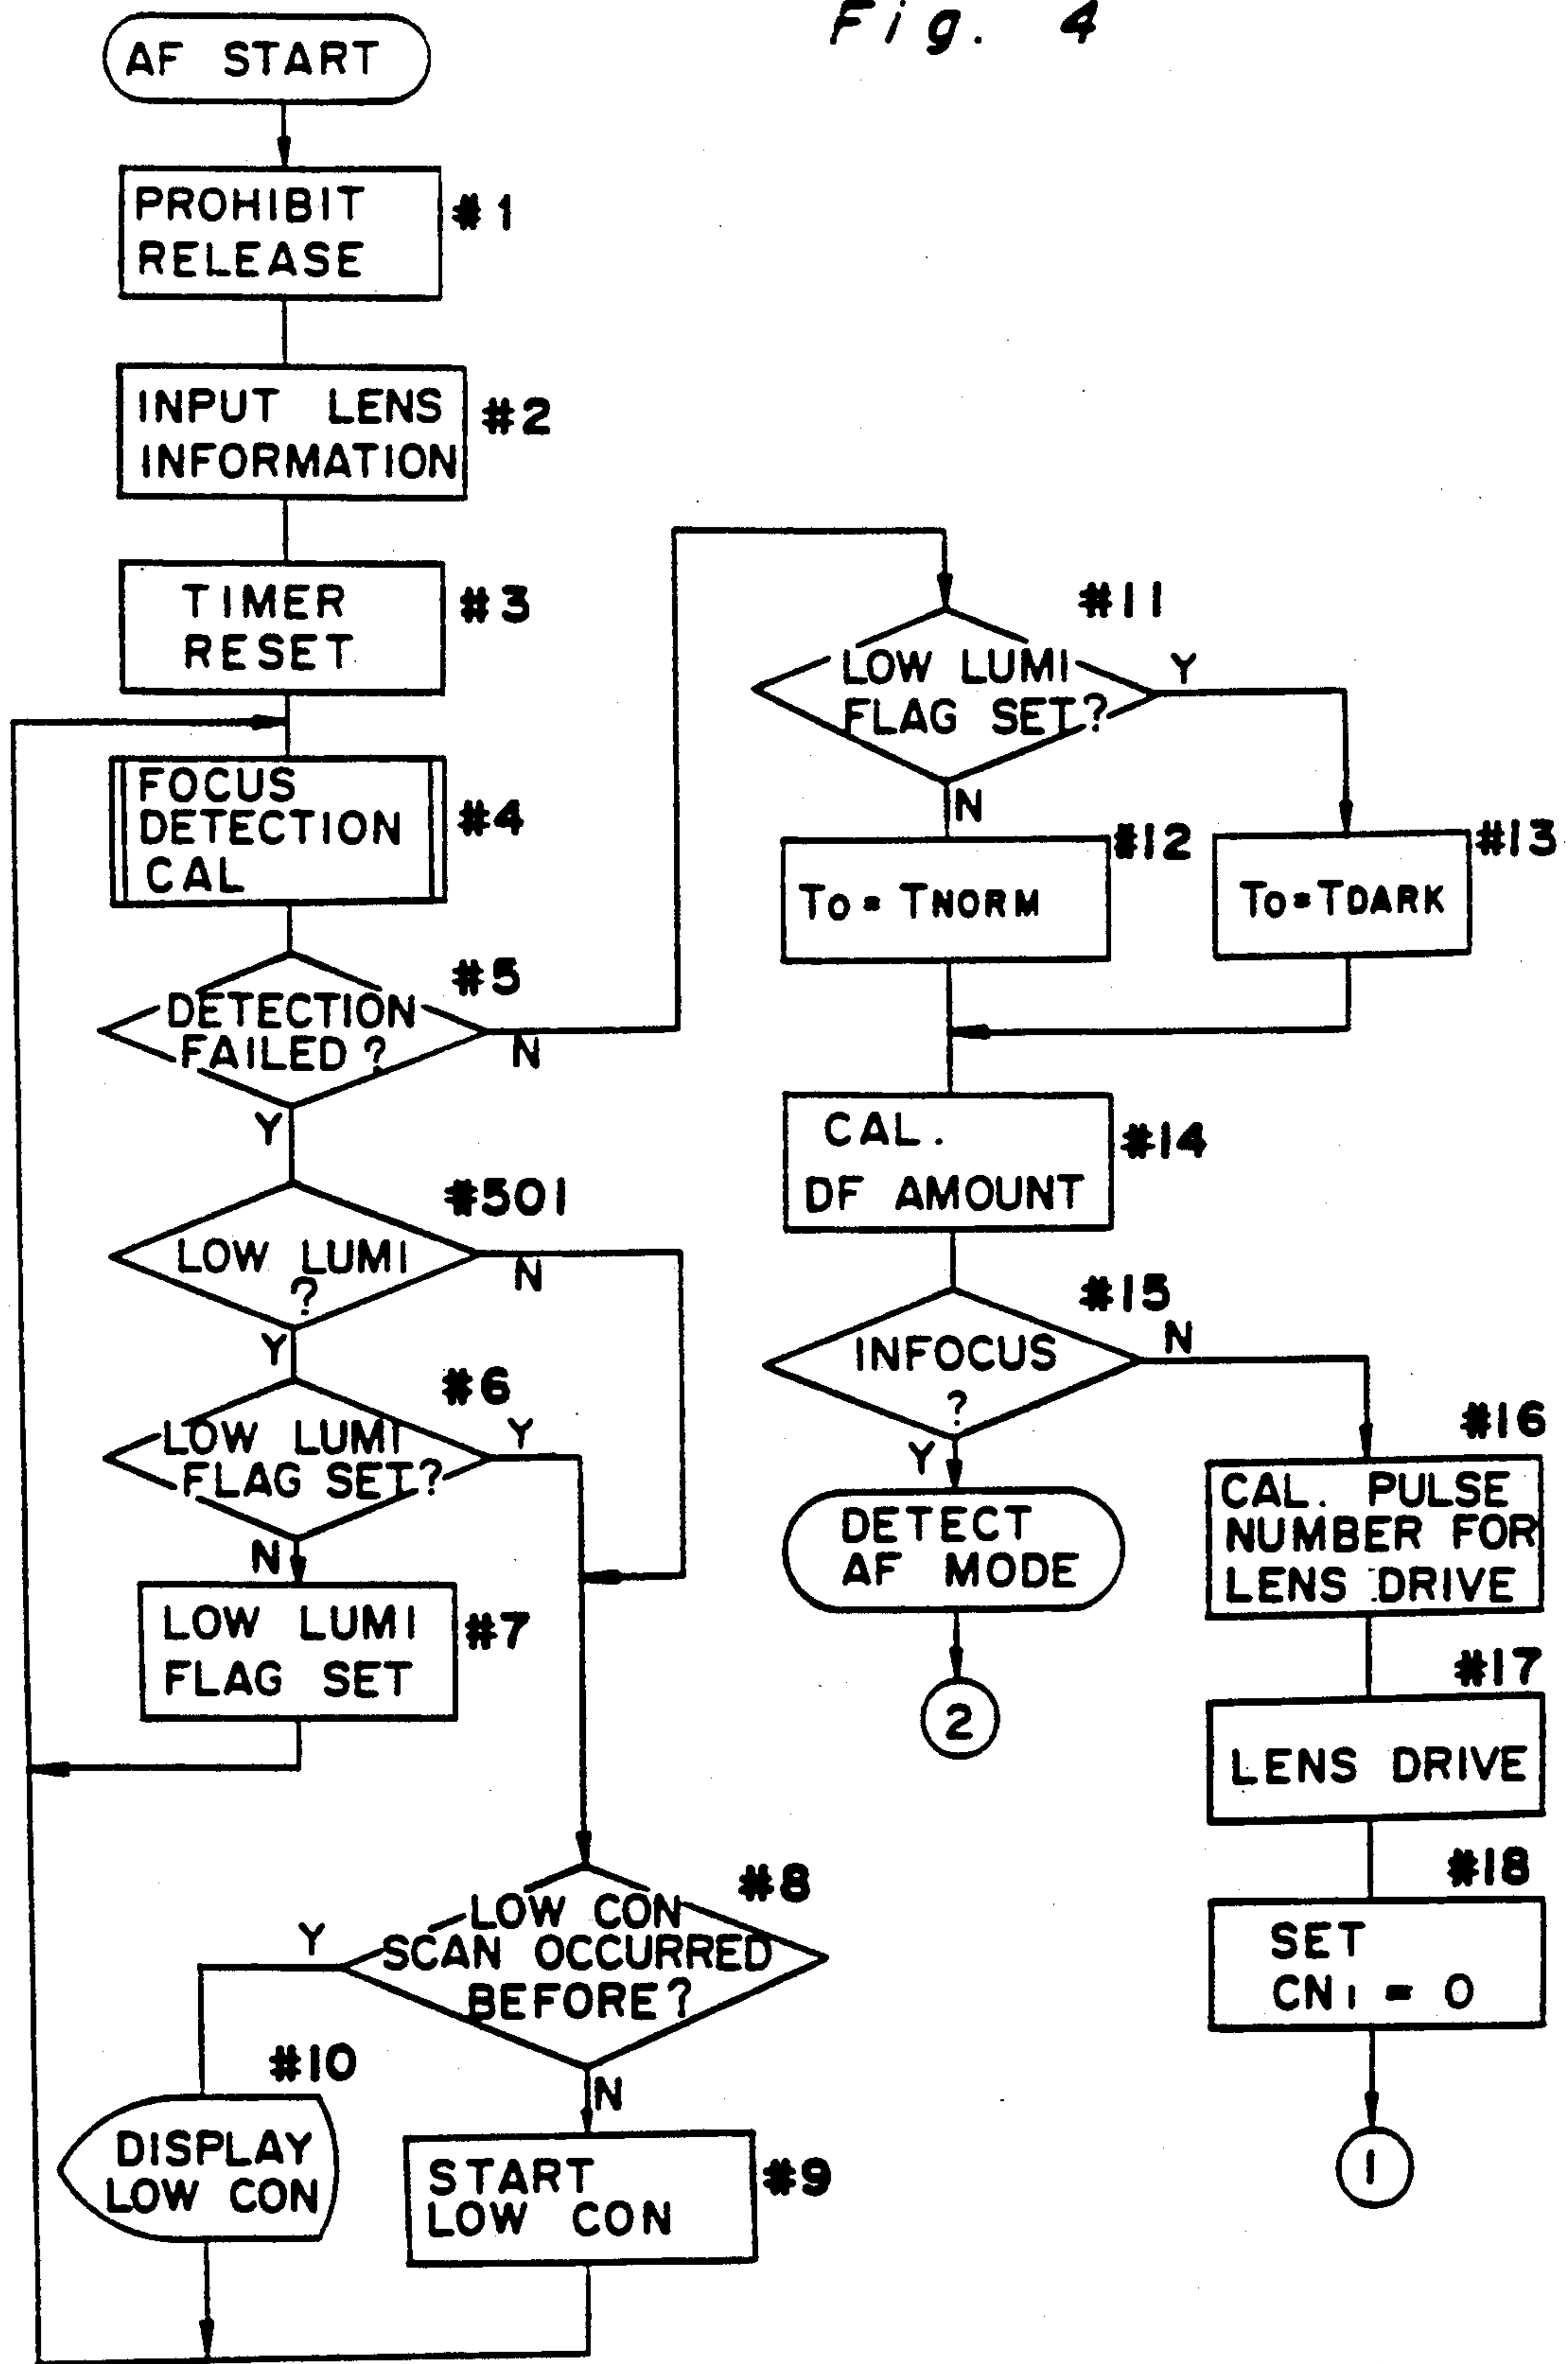 Fig. 4
AF START
PROHIBIT
RELEASE
#1
INPUT LENS
INFORMATION
#2
TIMER
RESET
#3
FOCUS
DETECTION
CAL
#4
DETECTION
FAILED?
#5
N
Y
LOW LUMI
?
#501
N
Y
LOW LUMI
FLAG SET?
#6
Y
N
LOW LUMI
FLAG SET
#7
LOW CON
SCAN OCCURRED
BEFORE?
#8
Y
N
#10
DISPLAY
LOW CON
START
LOW CON
#9
#11
LOW LUMI
FLAG SET?
Y
N
#12
To = TNORM
#13
To = TDARK
CAL.
DF AMOUNT
#14
#15
INFOCUS
?
N
Y
DETECT
AF MODE
2
#16
CAL. PULSE
NUMBER FOR
LENS DRIVE
#17
LENS DRIVE
#18
SET
CN1 = 0
1